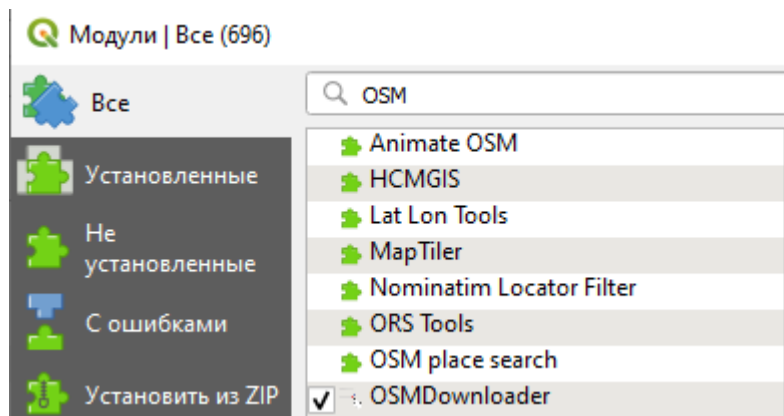 Модули | Все (696)
Все
Установленные
Не
установленные
С ошибками
Установить из ZIP
OSM
Animate OSM
HCMGIS
Lat Lon Tools
MapTiler
Nominatim Locator Filter
ORS Tools
OSM place search
OSMDownloader